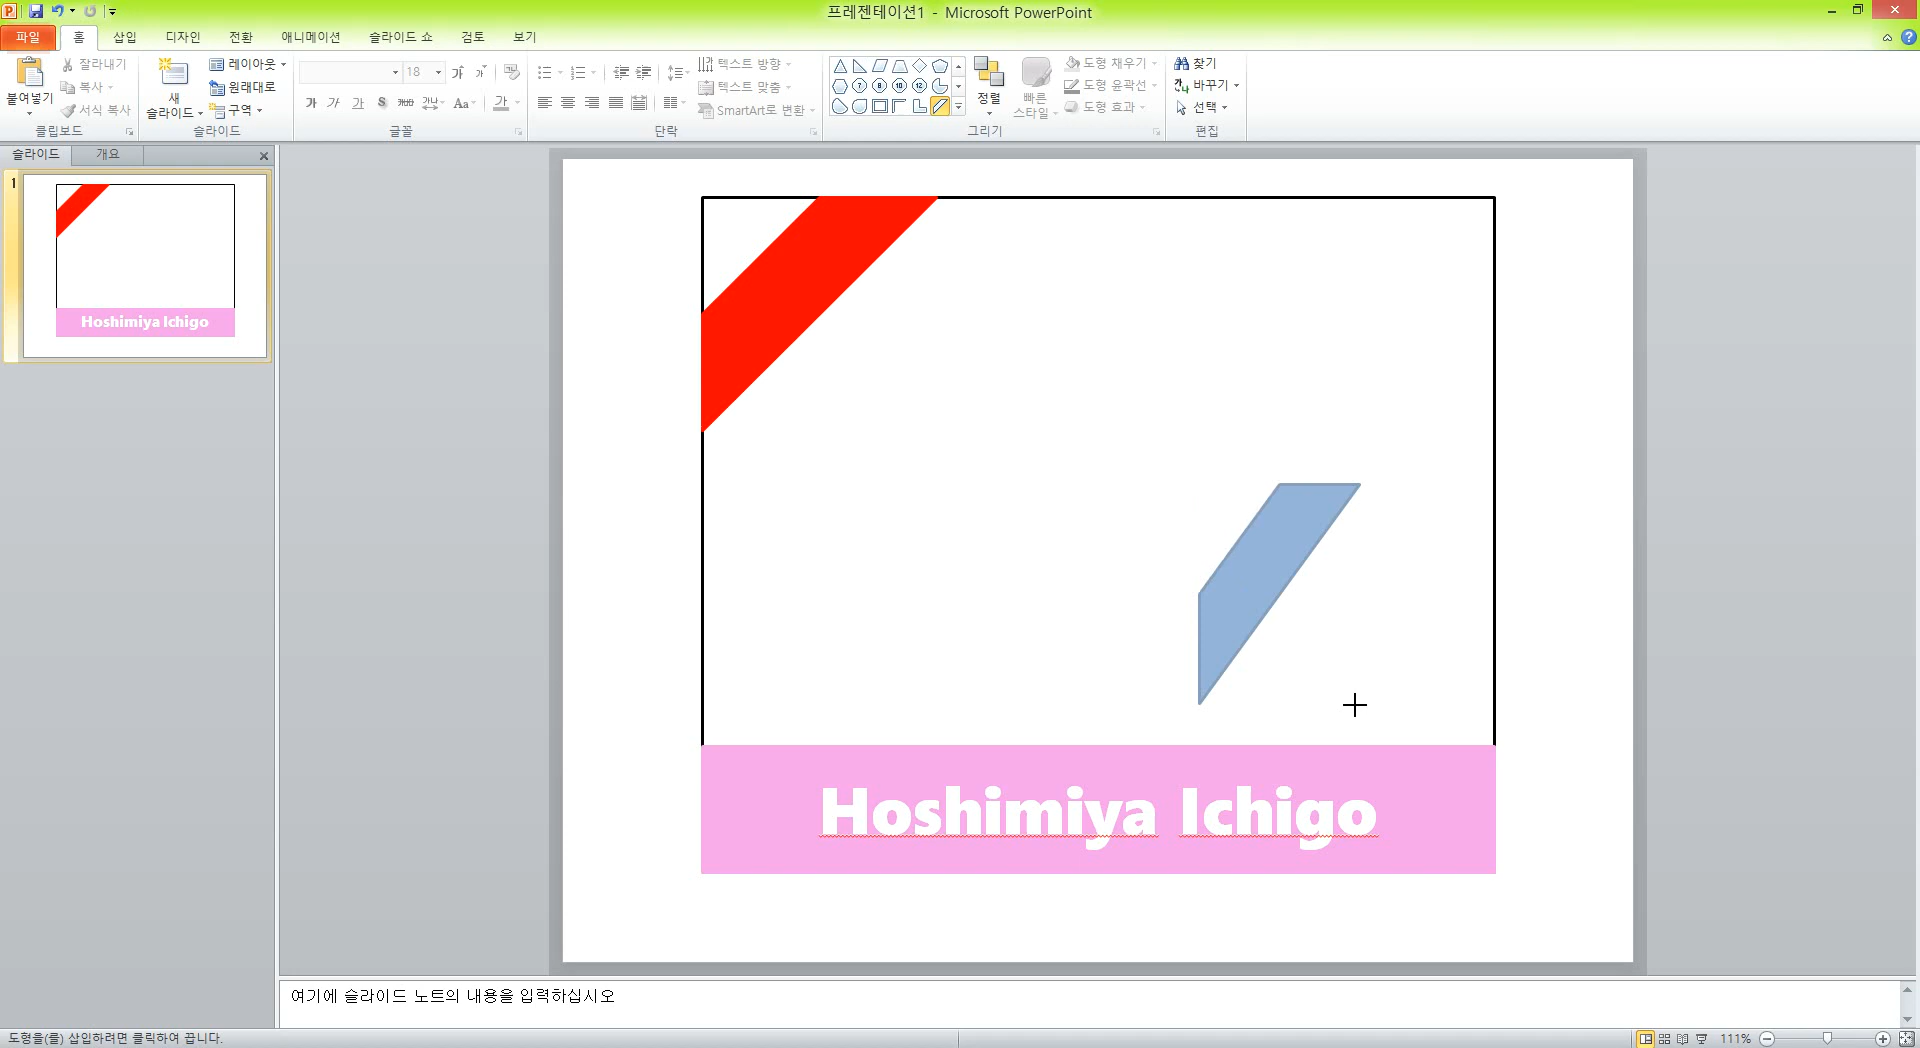 프레젠테이션1 - Microsoft PowerPoint
파일 홈 삽입 디자인 전환 애니메이션 슬라이드 쇼 검토 보기
붙여넣기
잘라내기
복사
서식 복사
클립보드
새 슬라이드
레이아웃
원래대로
구역
슬라이드
18
가 가
가 가 가 S 가나 Aa 가
글꼴
텍스트 방향
텍스트 맞춤
SmartArt로 변환
단락
정렬
빠른 스타일
도형 채우기
도형 윤곽선
도형 효과
그리기
찾기
바꾸기
선택
편집
슬라이드 개요
1
Hoshimiya Ichigo
Hoshimiya Ichigo
여기에 슬라이드 노트의 내용을 입력하십시오
도형을(를) 삽입하려면 클릭하여 끕니다.
111%